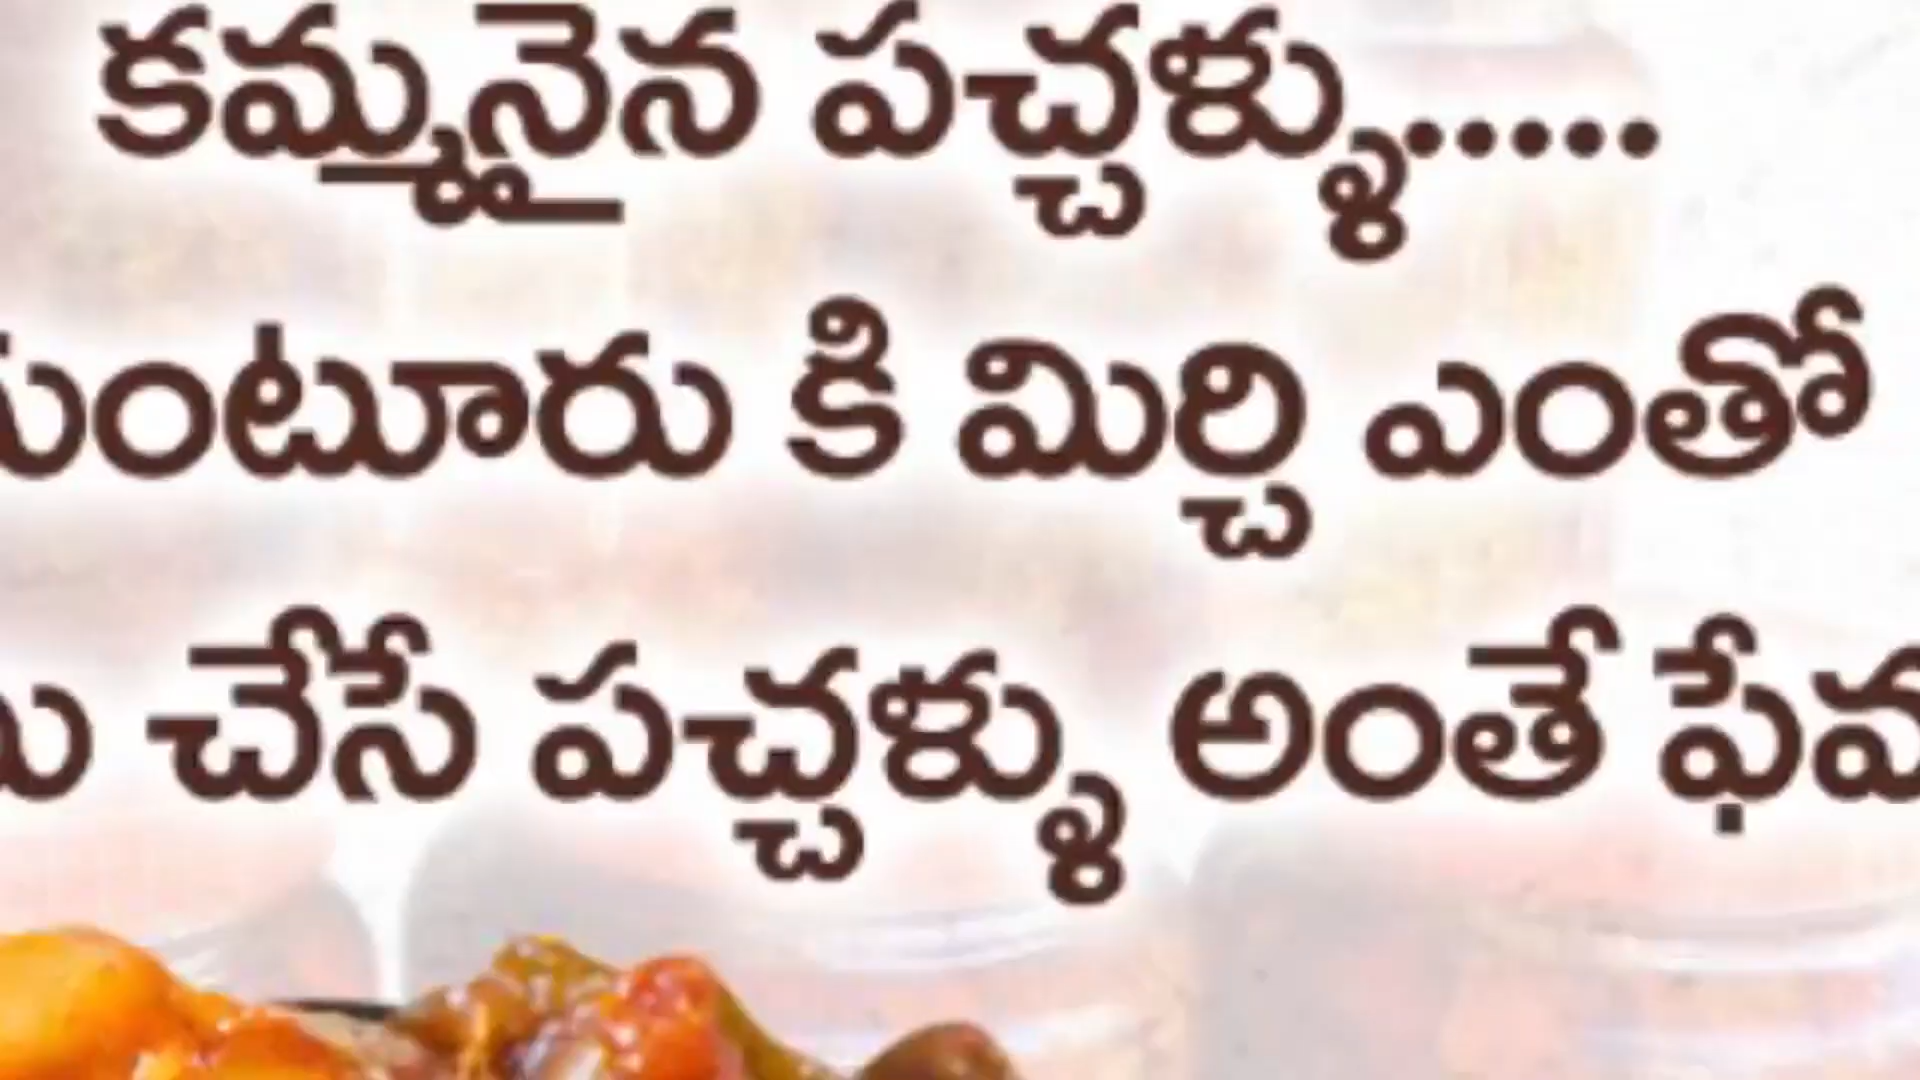 కమ్మనైన పచ్చళ్ళు.....
గుంటూరు కి మిర్చి ఎంతో
చేసే పచ్చళ్ళు అంతే